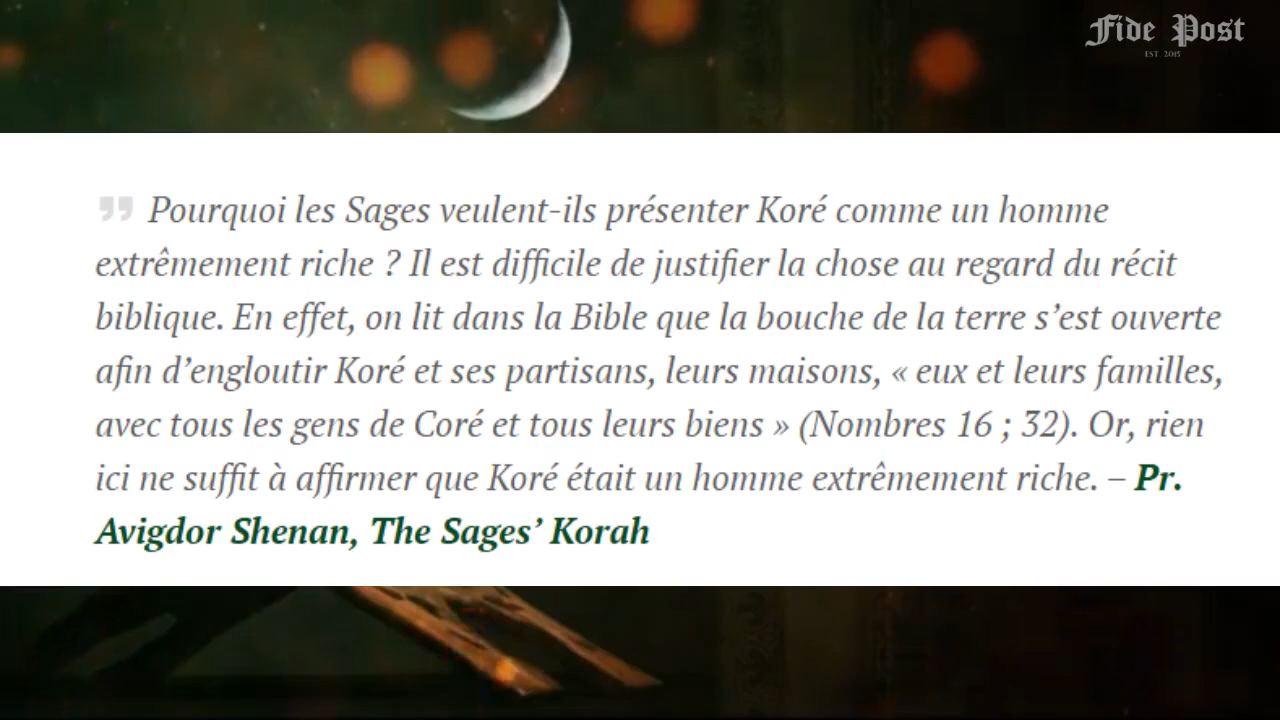 Fide Post
EST. 2015
Pourquoi les Sages veulent-ils présenter Koré comme un homme
extrêmement riche ? Il est difficile de justifier la chose au regard du récit
biblique. En effet, on lit dans la Bible que la bouche de la terre s’est ouverte
afin d’engloutir Koré et ses partisans, leurs maisons, « eux et leurs familles,
avec tous les gens de Coré et tous leurs biens » (Nombres 16 ; 32). Or, rien
ici ne suffit à affirmer que Koré était un homme extrêmement riche. – Pr.
Avigdor Shenan, The Sages’ Korah